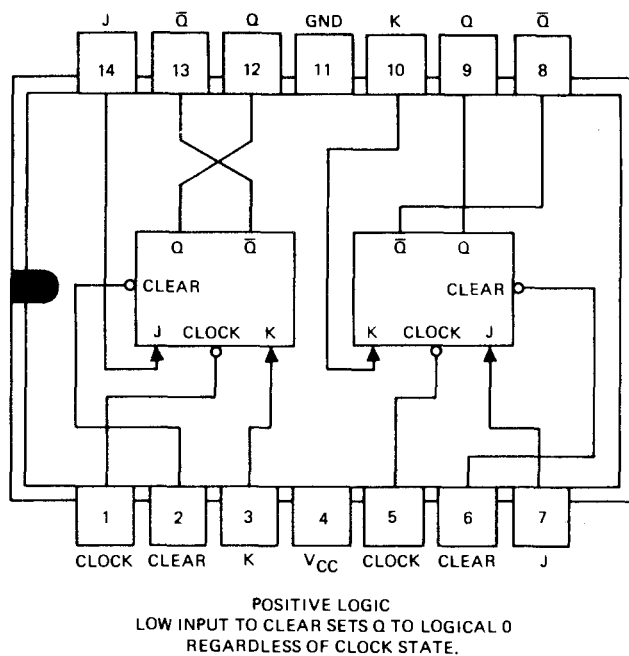 J Q̅ Q GND K Q Q̅
14 13 12 11 10 9 8
Q Q̅ Q̅ Q
CLEAR CLEAR
J CLOCK K K CLOCK J
1 2 3 4 5 6 7
CLOCK CLEAR K VCC CLOCK CLEAR J
POSITIVE LOGIC
LOW INPUT TO CLEAR SETS Q TO LOGICAL 0
REGARDLESS OF CLOCK STATE.